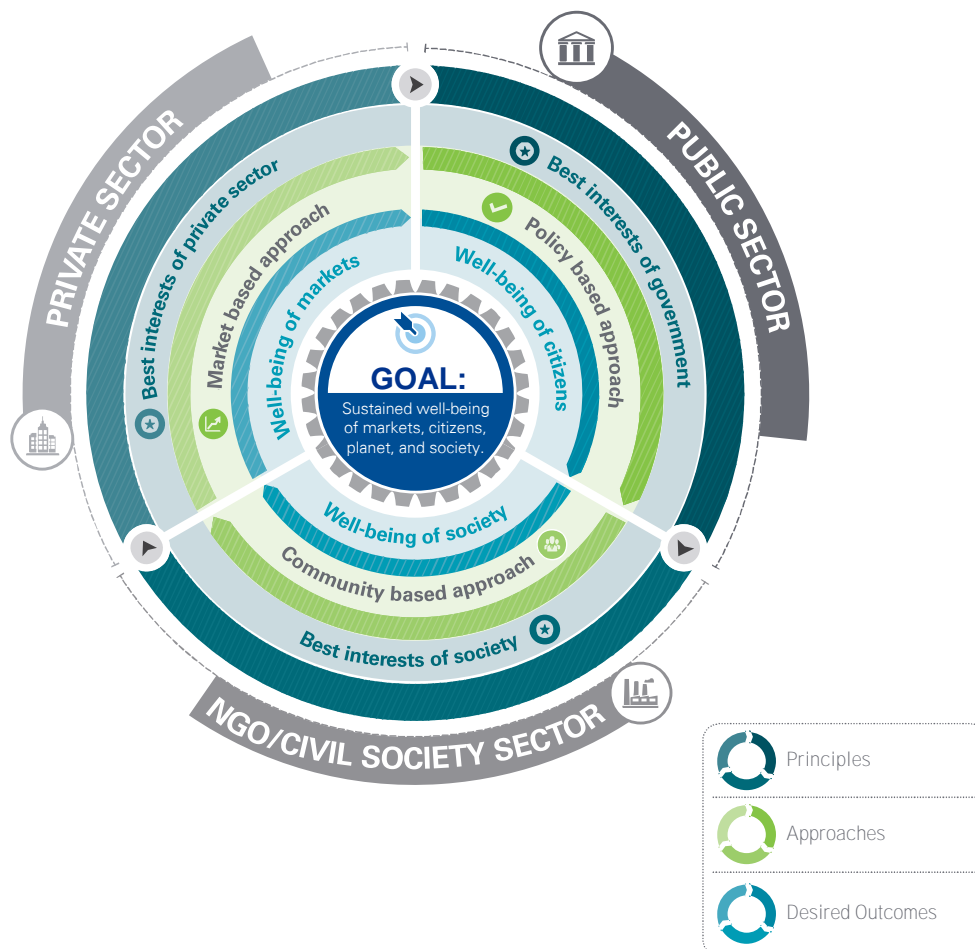 PRIVATE SECTOR
Best interests of private sector
Market based approach
Well-being of markets
PUBLIC SECTOR
Best interests of government
Policy based approach
Well-being of citizens
GOAL:
Sustained well-being
of markets, citizens,
planet, and society.
Well-being of society
Community based approach
Best interests of society
NGO/CIVIL SOCIETY SECTOR
Principles
Approaches
Desired Outcomes